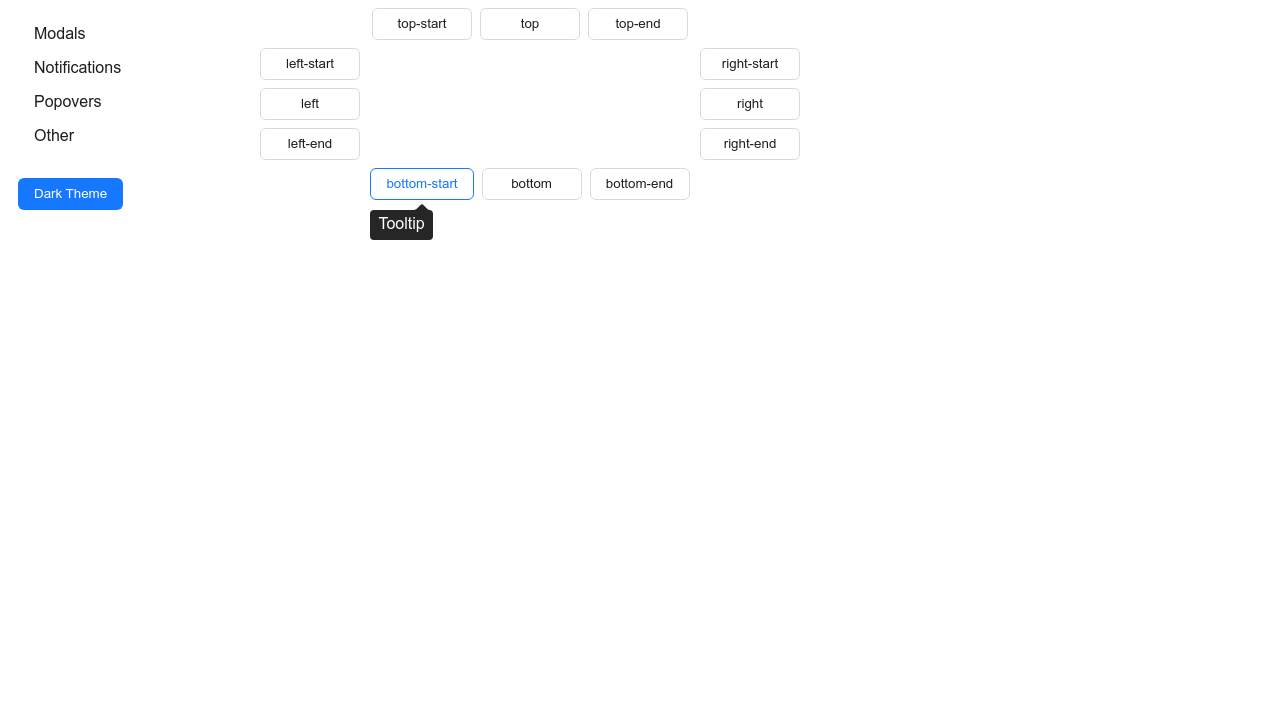 Modals
Notifications
Popovers
Other
Dark Theme
top-start top top-end
left-start right-start
left right
left-end right-end
bottom-start bottom bottom-end
Tooltip